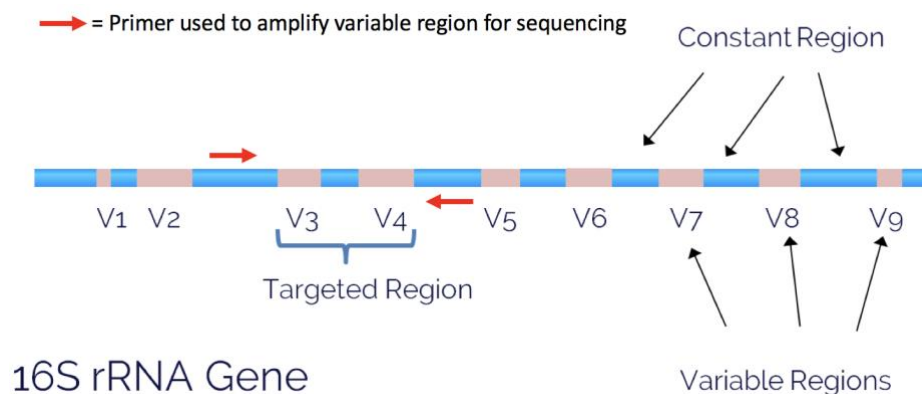 = Primer used to amplify variable region for sequencing
Constant Region
V1 V2 V3 V4 V5 V6 V7 V8 V9
Targeted Region
16S rRNA Gene
Variable Regions